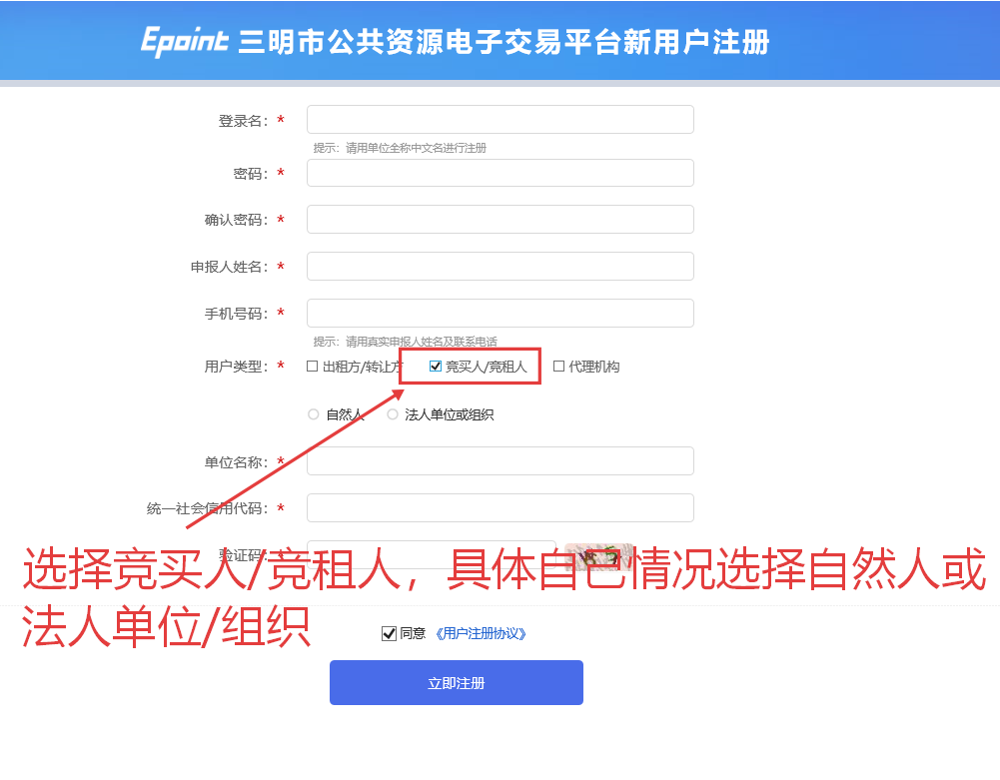 Epoint 三明市公共资源电子交易平台新用户注册
登录名：*
提示：请用单位全称中文名进行注册
密码：*
确认密码：*
申报人姓名：*
手机号码：*
提示：请用真实申报人姓名及联系电话
用户类型：* 出租方/转让方 竞买人/竞租人 代理机构
自然人 法人单位或组织
单位名称：*
统一社会信用代码：*
验证码：*
选择竞买人/竞租人，具体自己情况选择自然人或
法人单位/组织
同意 《用户注册协议》
立即注册